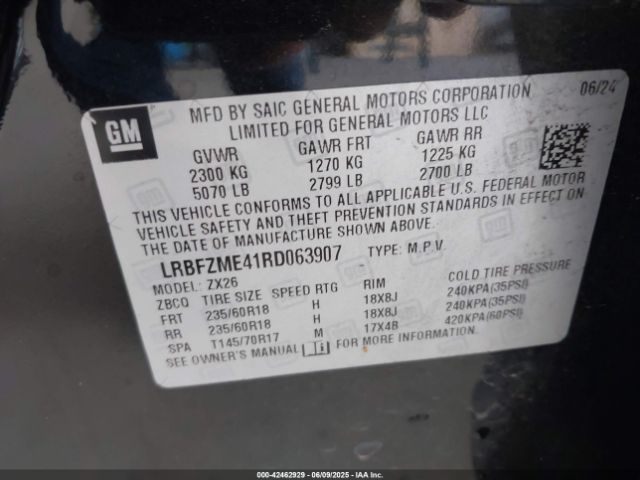 GM
MFD BY SAIC GENERAL MOTORS CORPORATION 06/24
LIMITED FOR GENERAL MOTORS LLC
GVWR GAWR FRT GAWR RR
2300 KG 1270 KG 1225 KG
5070 LB 2799 LB 2700 LB
THIS VEHICLE CONFORMS TO ALL APPLICABLE U.S. FEDERAL MOTOR
VEHICLE SAFETY AND THEFT PREVENTION STANDARDS IN EFFECT ON
THE DATE OF MANUFACTURE SHOWN ABOVE.
LRBFZME41RD063907 TYPE: M.P.V.
MODEL: ZX26
ZBCQ TIRE SIZE SPEED RTG RIM COLD TIRE PRESSURE
FRT 235/60R18 H 18X8J 240KPA(35PSI)
RR 235/60R18 H 18X8J 240KPA(35PSI)
SPA T145/70R17 M 17X4B 420KPA(60PSI)
SEE OWNER'S MANUAL FOR MORE INFORMATION.
000-42462929 | 06/09/2025 - IAA Inc.